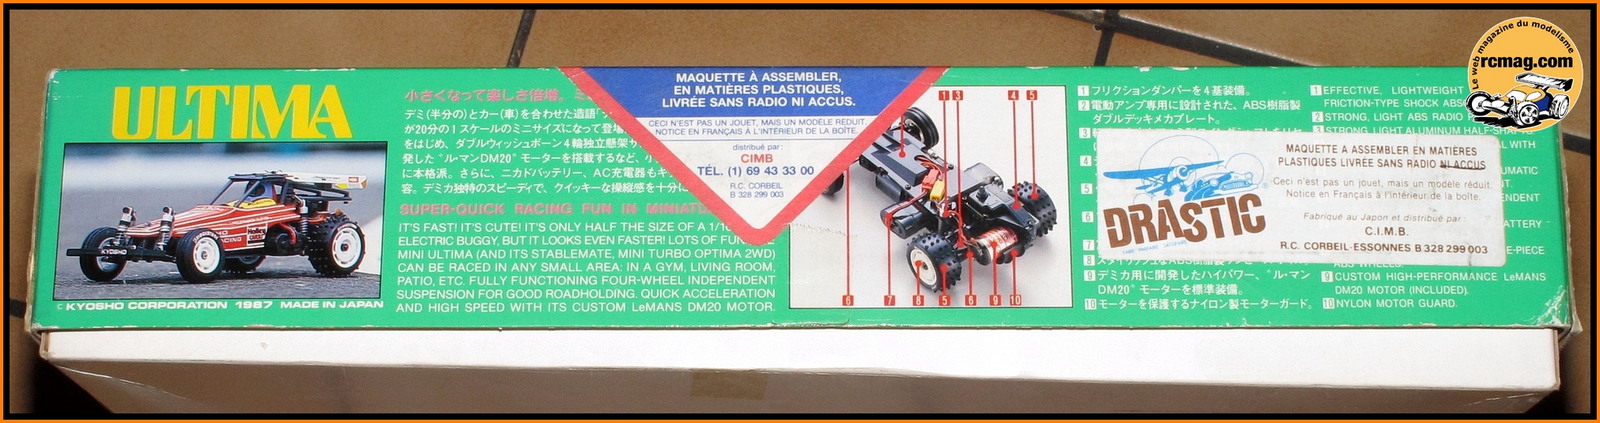 ULTIMA
© KYOSHO CORPORATION 1987 MADE IN JAPAN
小さくなって楽しさ倍増。
デミ(半分の)とカー(車)を合わせた造語
が20分の1スケールのミニサイズになって登場
をはじめ、ダブルウィッシュボーン4輪独立懸架サ
発した "ル・マンDM20" モーターを搭載するなど、小
に本格派。さらに、ニカドバッテリー、AC充電器もキ
容。デミカ独特のスピーディで、クイッキーな操縦感を十分に
SUPER-QUICK RACING FUN IN MINIATU
IT'S FAST! IT'S CUTE! IT'S ONLY HALF THE SIZE OF A 1/10
ELECTRIC BUGGY, BUT IT LOOKS EVEN FASTER! LOTS OF FUN
MINI ULTIMA (AND ITS STABLEMATE, MINI TURBO OPTIMA 2WD)
CAN BE RACED IN ANY SMALL AREA: IN A GYM, LIVING ROOM,
PATIO, ETC. FULLY FUNCTIONING FOUR-WHEEL INDEPENDENT
SUSPENSION FOR GOOD ROADHOLDING. QUICK ACCELERATION
AND HIGH SPEED WITH ITS CUSTOM LeMANS DM20 MOTOR.
MAQUETTE À ASSEMBLER,
EN MATIÈRES PLASTIQUES,
LIVRÉE SANS RADIO NI ACCUS.
CECI N'EST PAS UN JOUET, MAIS UN MODÈLE RÉDUIT.
NOTICE EN FRANÇAIS À L'INTÉRIEUR DE LA BOÎTE.
distribué par:
CIMB
TÉL. (1) 69 43 33 00
R.C. CORBEIL
B 328 299 003
1 3 4 5
6 7 8 5 6 9 10
1 フリクションダンパーを4基装備。
2 電動アンプ専用に設計された、ABS樹脂製
ダブルデッキメカプレート。
9 デミカ用に開発したハイパワー、"ル・マン
DM20" モーターを標準装備。
10 モーターを保護するナイロン製モーターガード。
1 EFFECTIVE, LIGHTWEIGHT
FRICTION-TYPE SHOCK ABS
2 STRONG, LIGHT ABS RADIO P
3 STRONG, LIGHT ALUMINUM HALF-SHA
9 CUSTOM HIGH-PERFORMANCE LeMANS
DM20 MOTOR (INCLUDED).
10 NYLON MOTOR GUARD.
DRASTIC
MAQUETTE A ASSEMBLER EN MATIÈRES
PLASTIQUES LIVRÉE SANS RADIO NI ACCUS
Ceci n'est pas un jouet, mais un modèle réduit.
Notice en Français à l'intérieur de la boîte.
Fabriqué au Japon et distribué par :
C.I.M.B.
R.C. CORBEIL-ESSONNES B 328 299 003
Le web magazine du modelisme
rcmag.com